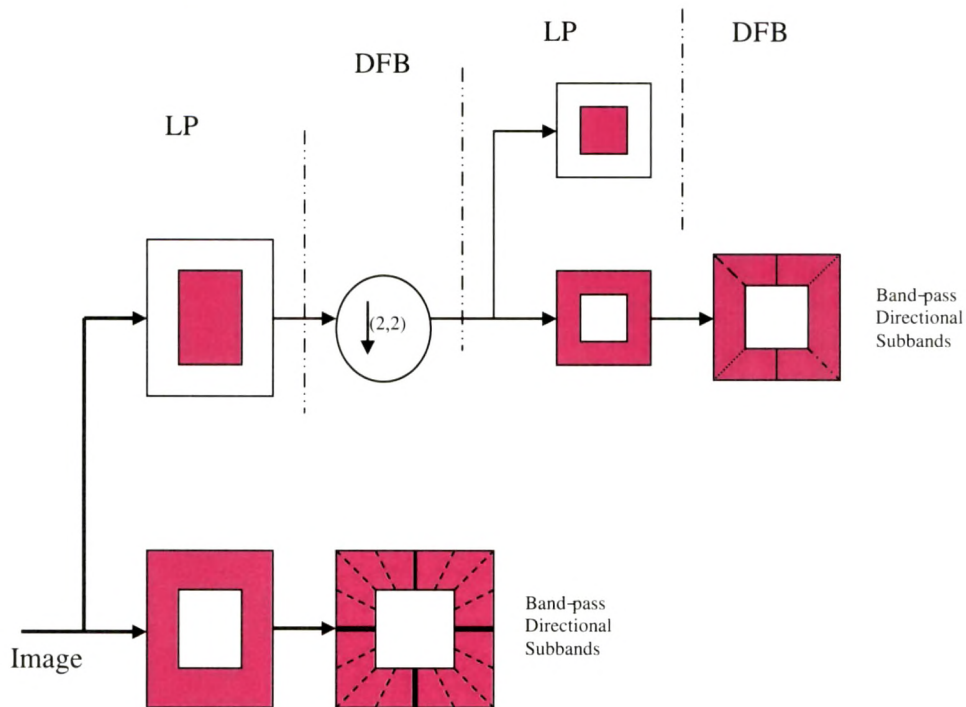 LP
DFB
LP
DFB
(2,2)
Band-pass
Directional
Subbands
Band-pass
Directional
Subbands
Image